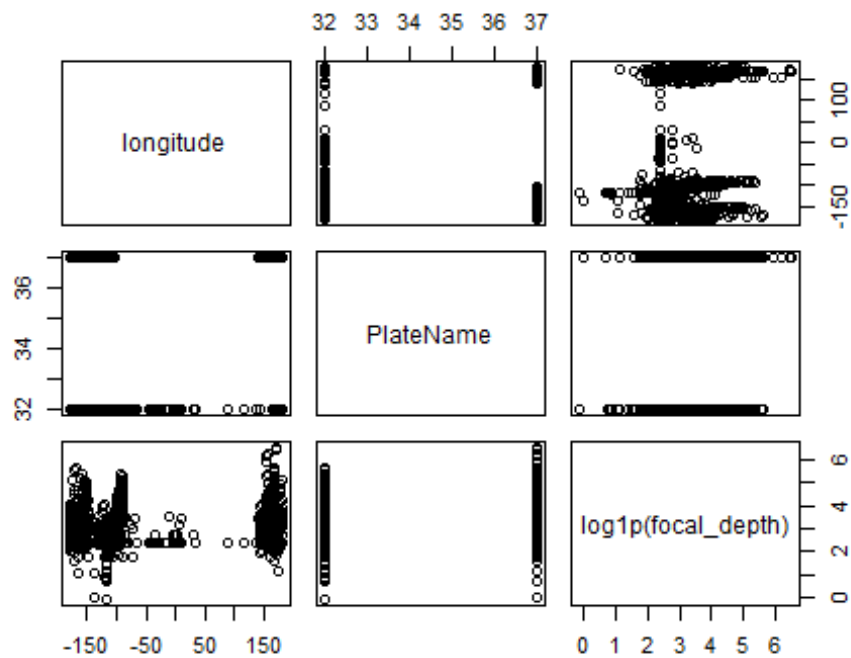 32 33 34 35 36 37
longitude
-150 0 100
32 34 36
PlateName
log1p(focal_depth)
0 2 4 6
-150 -50 50 150
0 1 2 3 4 5 6